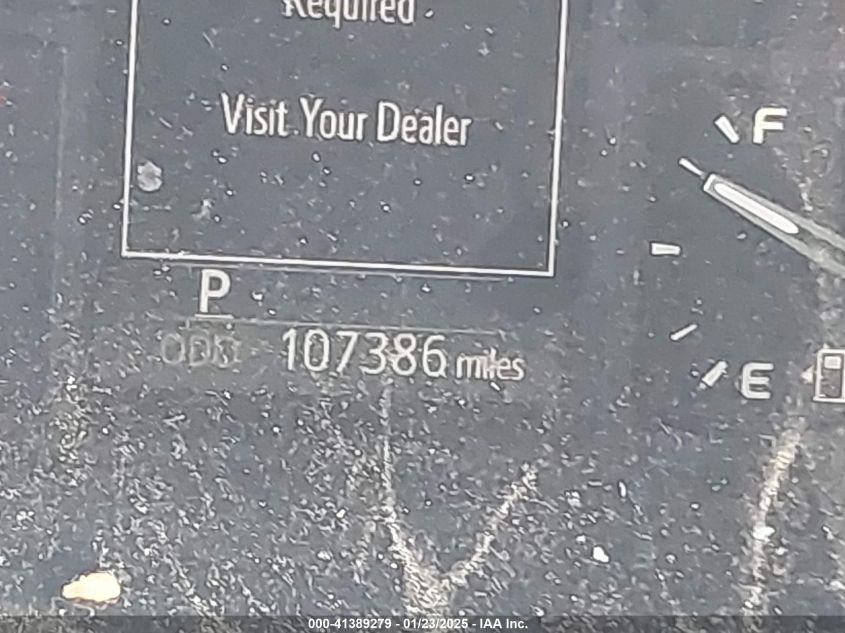 Required
Visit Your Dealer
F
P
ODO 107386 miles
E
000-41389279 - 01/23/2025 - IAA Inc.